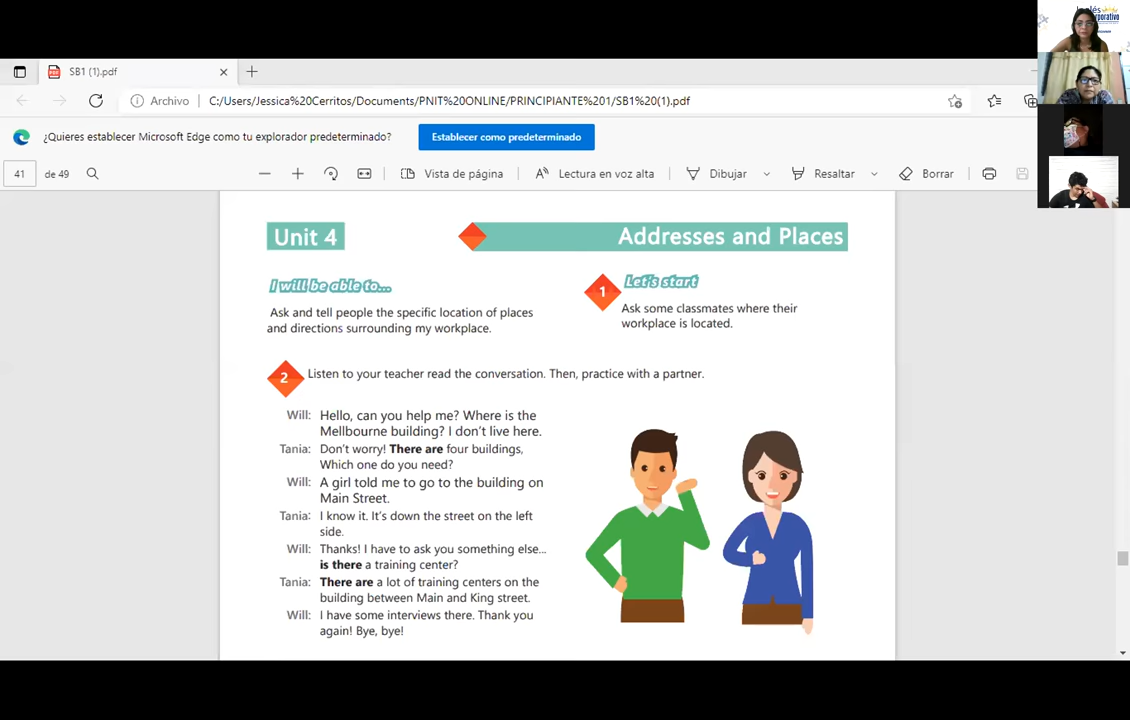 Inglés
corporativo
SB1 (1).pdf
Archivo
C:/Users/Jessica%20Cerritos/Documents/PNIT%20ONLINE/PRINCIPIANTE%201/SB1%20(1).pdf
¿Quieres establecer Microsoft Edge como tu explorador predeterminado?
Establecer como predeterminado
41 de 49
Vista de página
Lectura en voz alta
Dibujar
Resaltar
Borrar
Unit 4
Addresses and Places
I will be able to...
Ask and tell people the specific location of places
and directions surrounding my workplace.
1
Let's start
Ask some classmates where their
workplace is located.
2
Listen to your teacher read the conversation. Then, practice with a partner.
Will: Hello, can you help me? Where is the
Mellbourne building? I don't live here.
Tania: Don't worry! There are four buildings,
Which one do you need?
Will: A girl told me to go to the building on
Main Street.
Tania: I know it. It's down the street on the left
side.
Will: Thanks! I have to ask you something else...
is there a training center?
Tania: There are a lot of training centers on the
building between Main and King street.
Will: I have some interviews there. Thank you
again! Bye, bye!